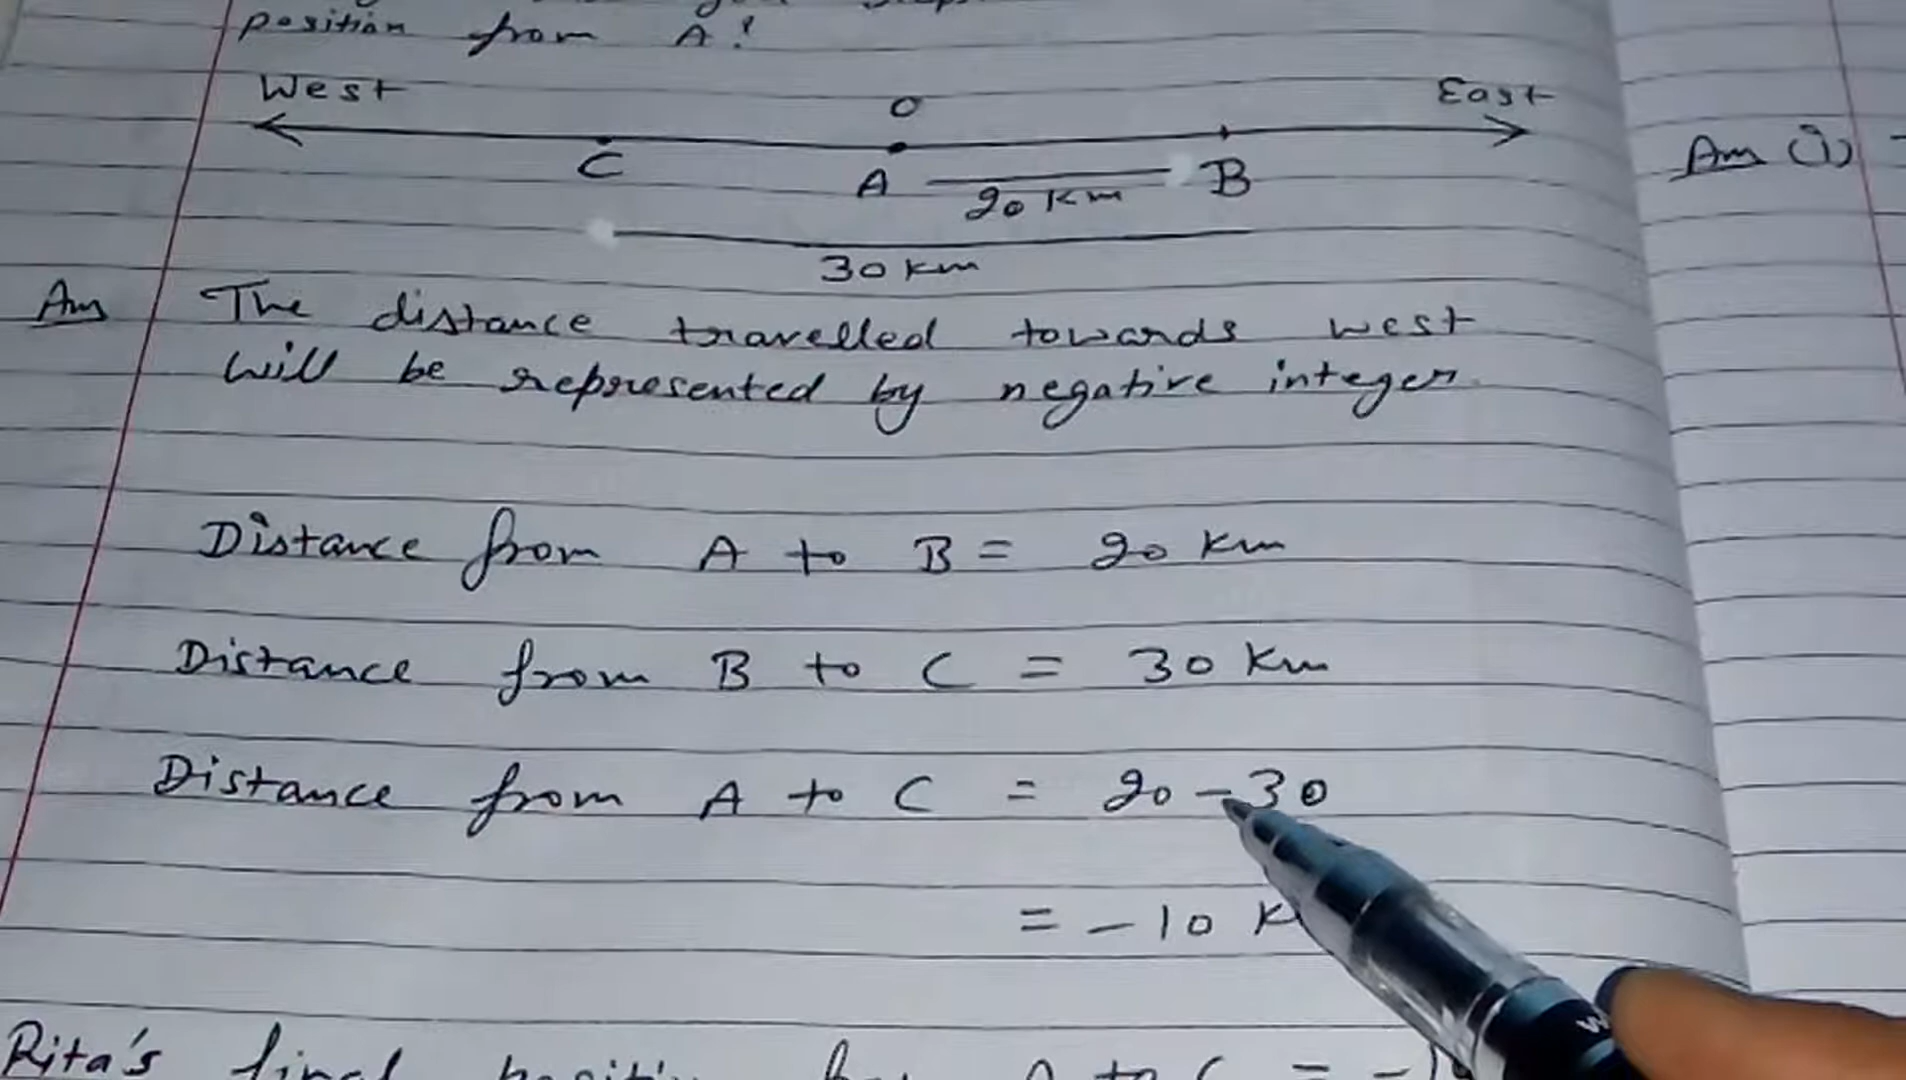 position from A?
West O East
C A 20 km B
30 km
Ans (i)
Ans The distance travelled towards west
will be represented by negative integer.
Distance from A to B = 20 km
Distance from B to C = 30 km
Distance from A to C = 20 - 30
= -10 K
Rita's final A to C = -